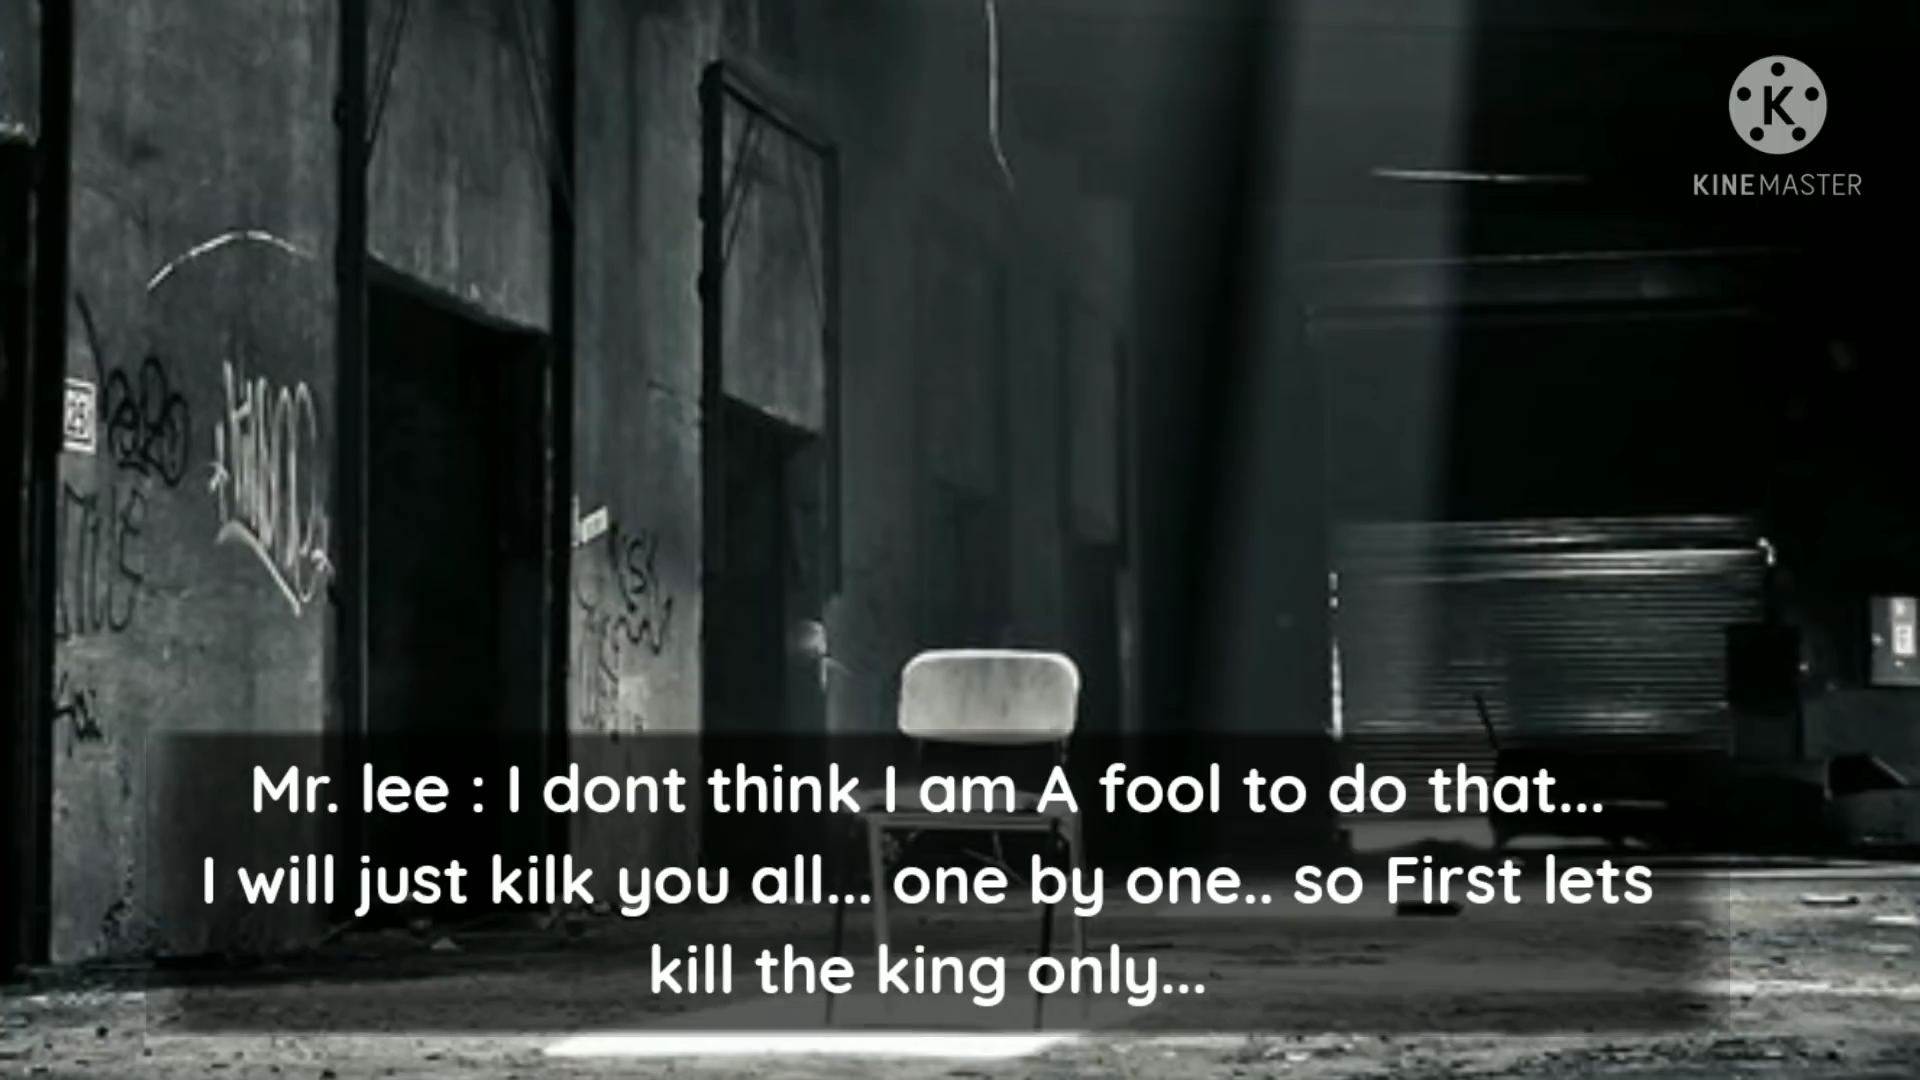 KINEMASTER
25
Mr. lee : I dont think I am A fool to do that...
I will just kilk you all... one by one.. so First lets
kill the king only...